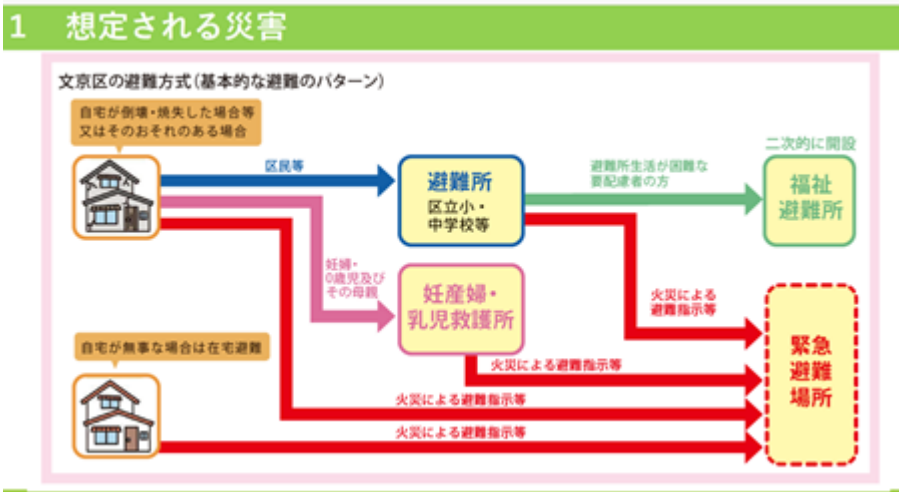 1 想定される災害
文京区の避難方式(基本的な避難のパターン)
自宅が倒壊・焼失した場合等
又はそのおそれのある場合
区民等
避難所
区立小・
中学校等
避難所生活が困難な
要配慮者の方
二次的に開設
福祉
避難所
妊婦・
0歳児及び
その母親
妊産婦・
乳児救護所
火災による
避難指示等
自宅が無事な場合は在宅避難
火災による避難指示等
火災による避難指示等
火災による避難指示等
緊急
避難
場所